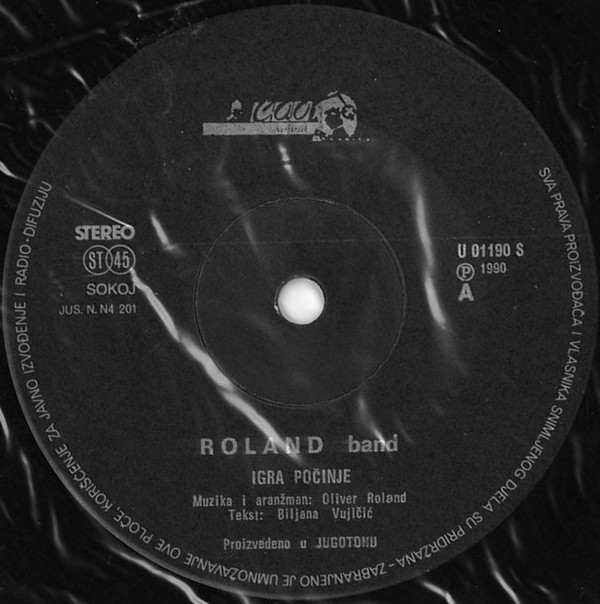 STEREO
ST 45
SOKOJ
JUS. N. N4 201
U 01190 S
℗ 1990
A
ROLAND band
IGRA POČINJE
Muzika i aranžman: Oliver Roland
Tekst: Biljana Vujičić
Proizvedeno u JUGOTONU
SVA PRAVA PROIZVOĐAČA I VLASNIKA SNIMLJENOG DJELA SU PRIDRŽANA - ZABRANJENO JE UMNOŽAVANJE OVE PLOČE, KORIŠĆENJE ZA JAVNO IZVOĐENJE I RADIO-DIFUZIJU